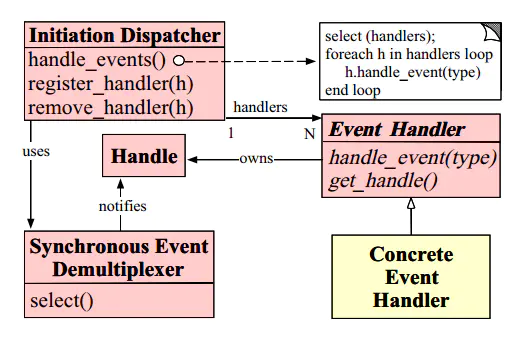 Initiation Dispatcher
handle_events()
register_handler(h)
remove_handler(h)
select (handlers);
foreach h in handlers loop
h.handle_event(type)
end loop
handlers
1
N
uses
Handle
owns
Event Handler
handle_event(type)
get_handle()
notifies
Synchronous Event
Demultiplexer
select()
Concrete
Event
Handler